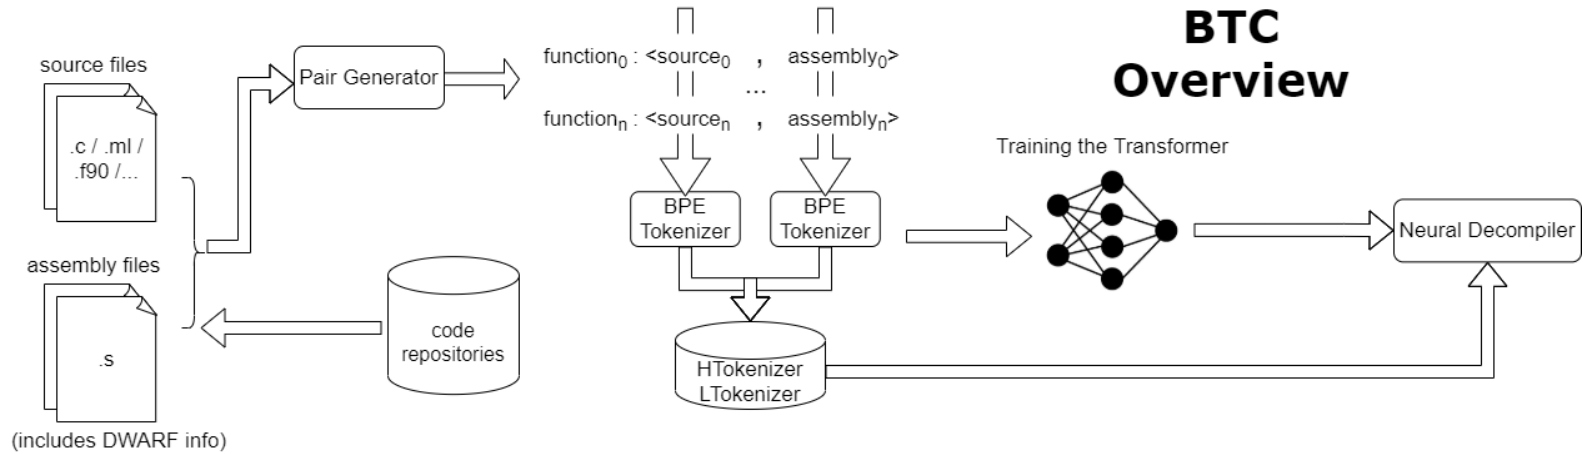 BTC
Overview
source files
.c / .ml /
.f90 /...
assembly files
.s
(includes DWARF info)
code
repositories
Pair Generator
function0 : <source0 , assembly0>
...
functionn : <sourcen , assemblyn>
BPE
Tokenizer
BPE
Tokenizer
HTokenizer
LTokenizer
Training the Transformer
Neural Decompiler